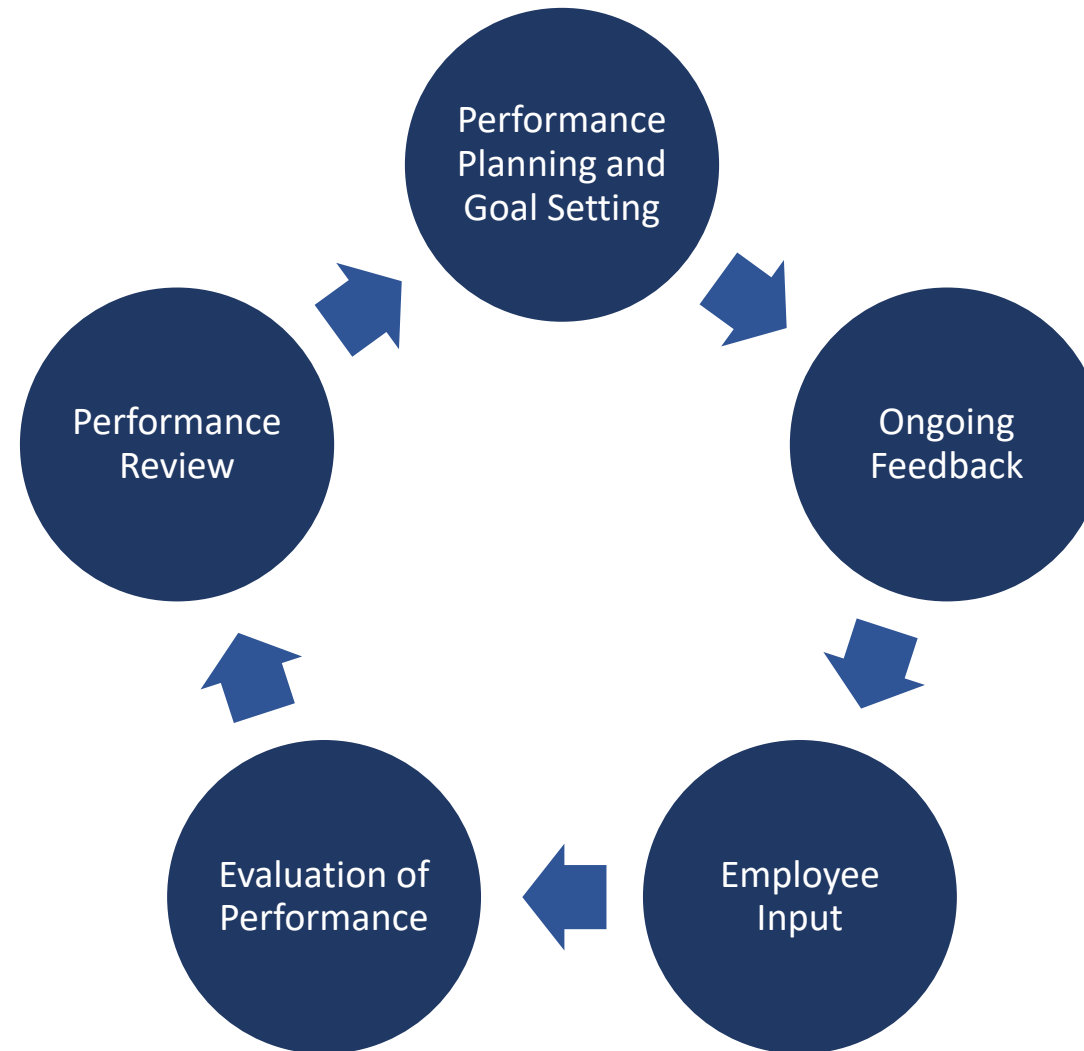 Performance
Planning and
Goal Setting
Ongoing
Feedback
Employee
Input
Evaluation of
Performance
Performance
Review